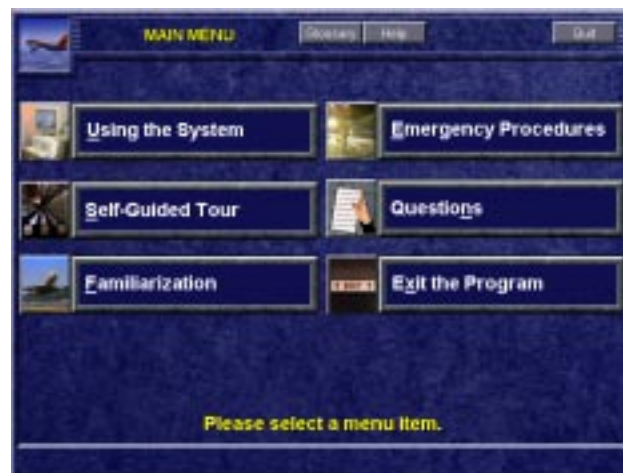 MAIN MENU
Glossary
Help
Quit
Using the System
Emergency Procedures
Self-Guided Tour
Questions
Familiarization
Exit the Program
EXIT
Please select a menu item.